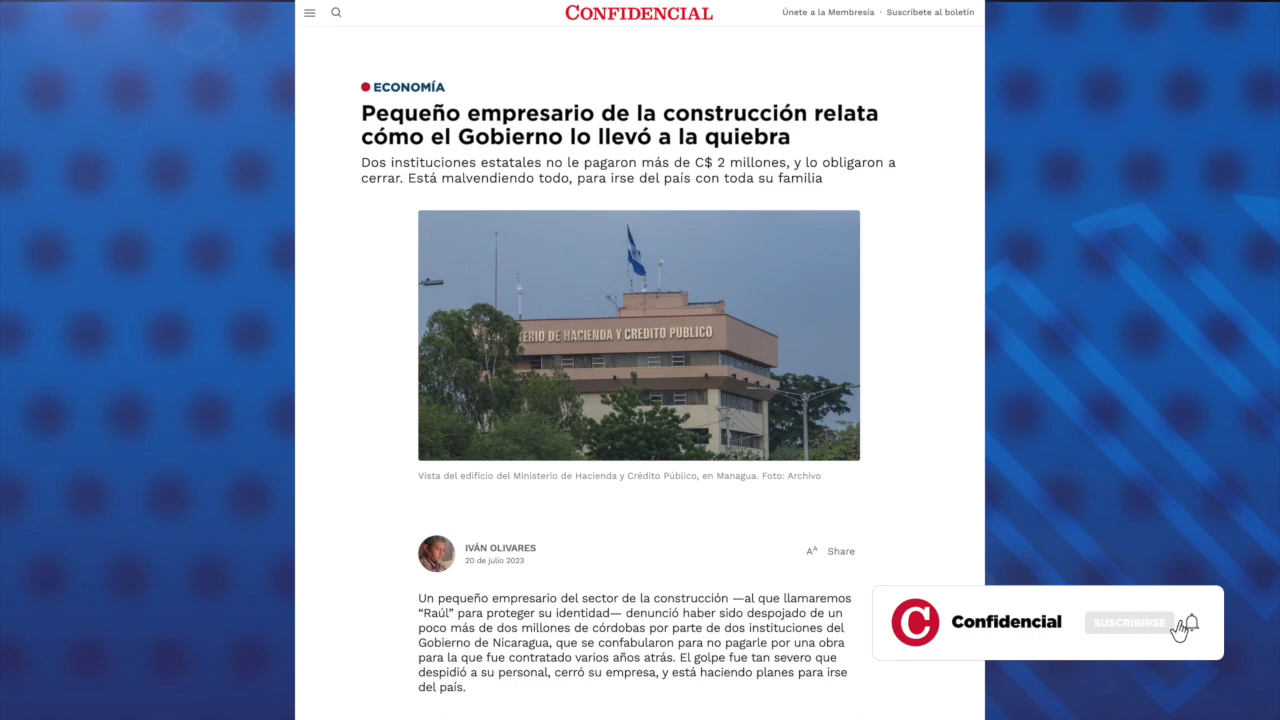 CONFIDENCIAL
Únete a la Membresía · Suscríbete al boletín
ECONOMÍA
Pequeño empresario de la construcción relata
cómo el Gobierno lo llevó a la quiebra
Dos instituciones estatales no le pagaron más de C$ 2 millones, y lo obligaron a
cerrar. Está malvendiendo todo, para irse del país con toda su familia
TERIO DE HACIENDA Y CREDITO PUBLICO
Vista del edificio del Ministerio de Hacienda y Crédito Público, en Managua. Foto: Archivo
IVÁN OLIVARES
20 de julio 2023
AA Share
Un pequeño empresario del sector de la construcción —al que llamaremos
“Raúl” para proteger su identidad— denunció haber sido despojado de un
poco más de dos millones de córdobas por parte de dos instituciones del
Gobierno de Nicaragua, que se confabularon para no pagarle por una obra
para la que fue contratado varios años atrás. El golpe fue tan severo que
despidió a su personal, cerró su empresa, y está haciendo planes para irse
del país.
C Confidencial SUSCRIBIRSE